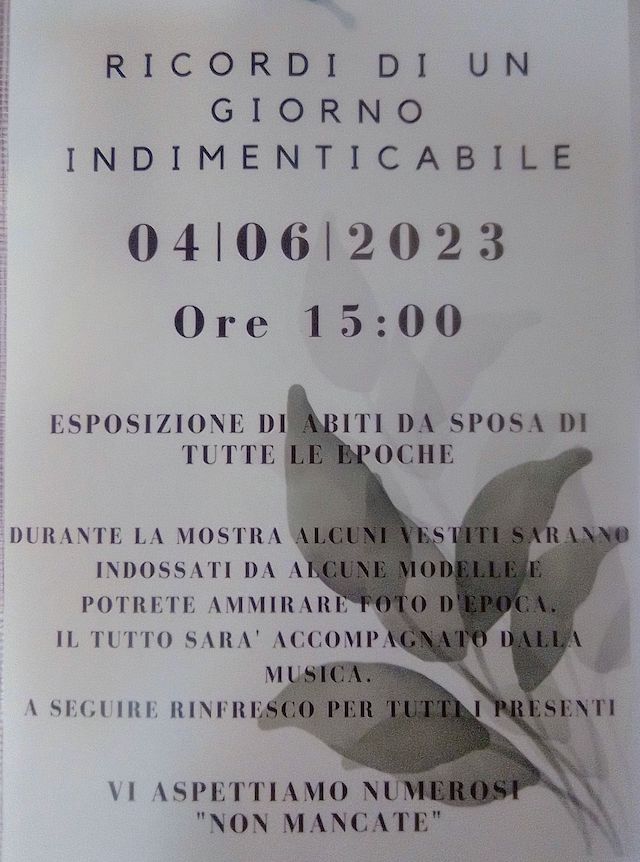 RICORDI DI UN
GIORNO
INDIMENTICABILE
04|06|2023
Ore 15:00
ESPOSIZIONE DI ABITI DA SPOSA DI
TUTTE LE EPOCHE
DURANTE LA MOSTRA ALCUNI VESTITI SARANNO
INDOSSATI DA ALCUNE MODELLE E
POTRETE AMMIRARE FOTO D'EPOCA.
IL TUTTO SARA' ACCOMPAGNATO DALLA
MUSICA.
A SEGUIRE RINFRESCO PER TUTTI I PRESENTI
VI ASPETTIAMO NUMEROSI
"NON MANCATE"